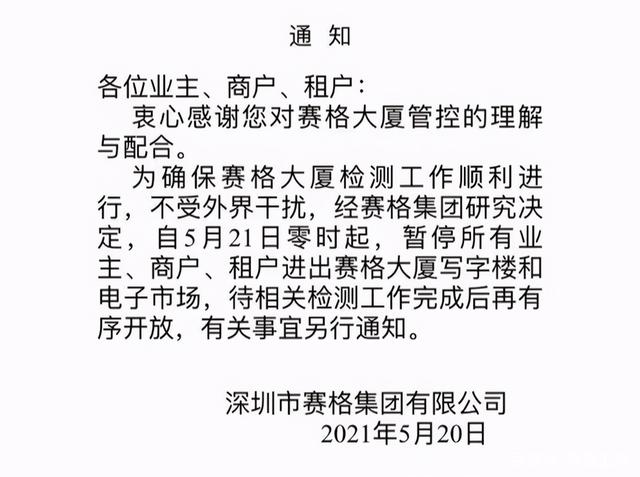 通 知
各位业主、商户、租户：
衷心感谢您对赛格大厦管控的理解
与配合。
为确保赛格大厦检测工作顺利进
行，不受外界干扰，经赛格集团研究决
定，自5月21日零时起，暂停所有业
主、商户、租户进出赛格大厦写字楼和
电子市场，待相关检测工作完成后再有
序开放，有关事宜另行通知。
深圳市赛格集团有限公司
2021年5月20日